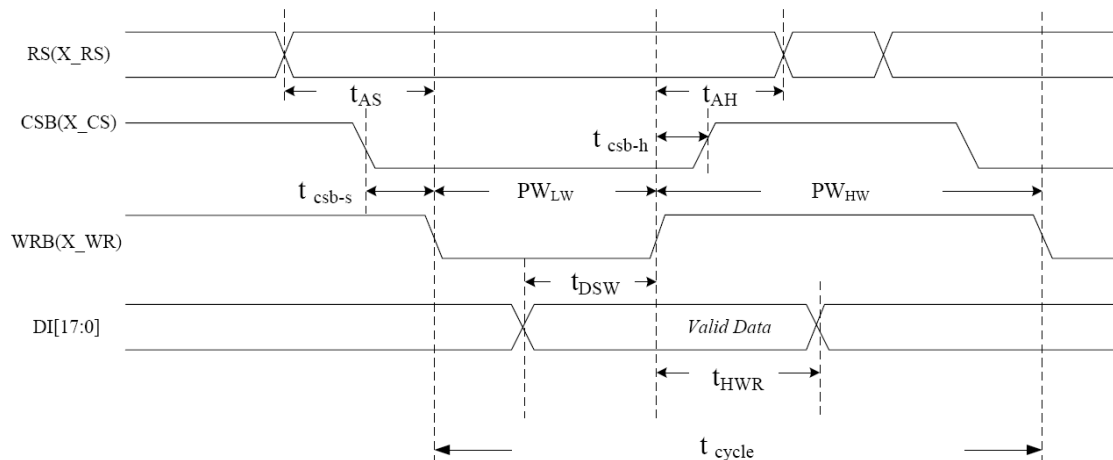 RS(X_RS)
tAS
tAH
CSB(X_CS)
t csb-h
t csb-s
PWLW
PWHW
WRB(X_WR)
tDSW
DI[17:0]
Valid Data
tHWR
t cycle